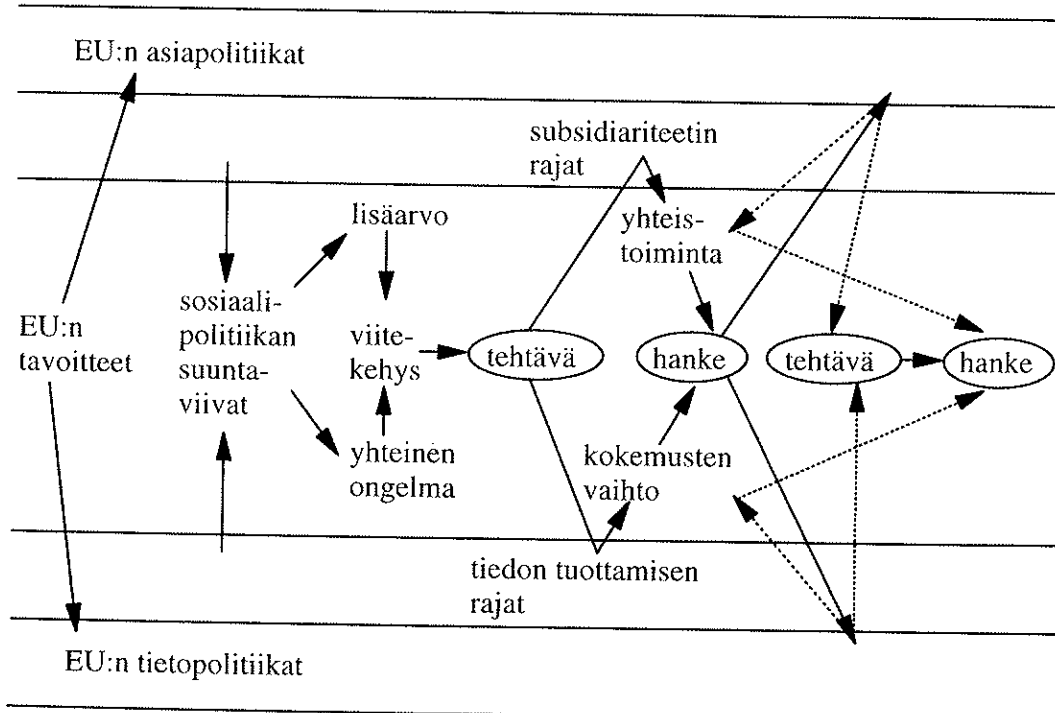 EU:n asiapolitiikat
subsidiariteetin
rajat
lisäarvo
yhteis-
toiminta
sosiaali-
politiikan
suunta-
viivat
EU:n
tavoitteet
viite-
kehys
tehtävä
hanke
tehtävä
hanke
yhteinen
ongelma
kokemusten
vaihto
tiedon tuottamisen
rajat
EU:n tietopolitiikat